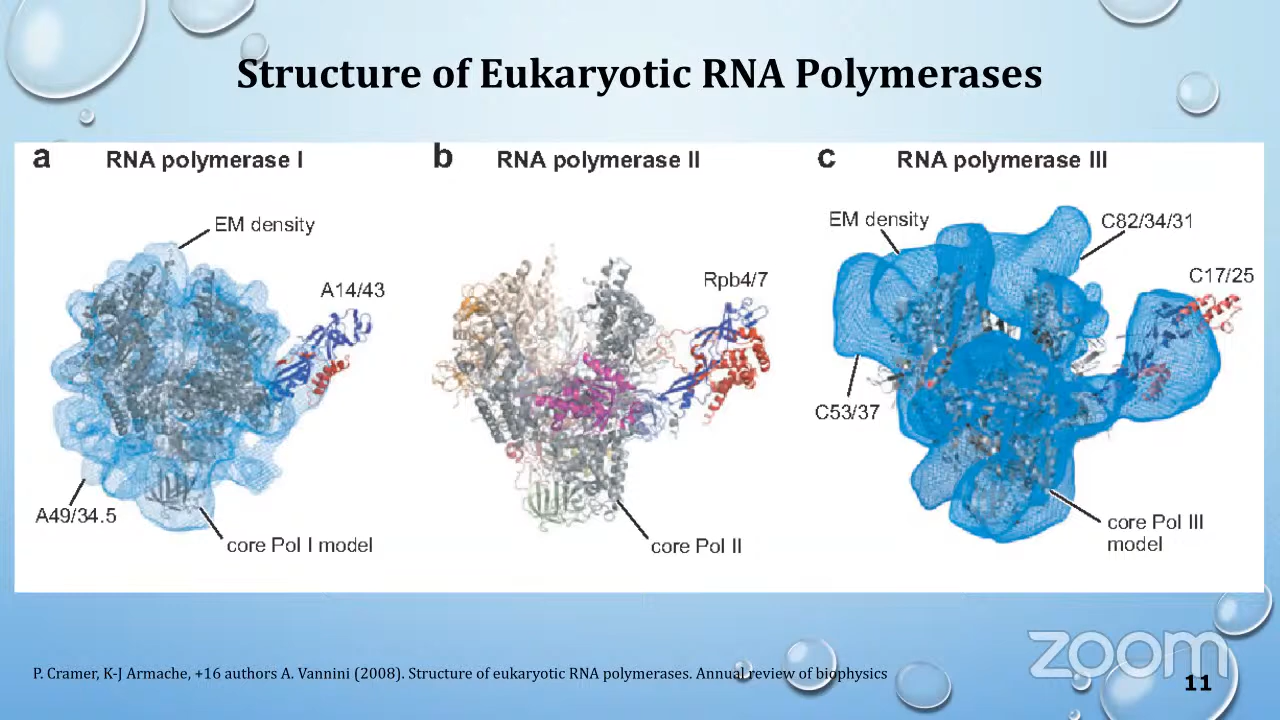 Structure of Eukaryotic RNA Polymerases
a RNA polymerase I
EM density
A14/43
A49/34.5
core Pol I model
b RNA polymerase II
Rpb4/7
core Pol II
c RNA polymerase III
EM density
C82/34/31
C17/25
C53/37
core Pol III
model
P. Cramer, K-J Armache, +16 authors A. Vannini (2008). Structure of eukaryotic RNA polymerases. Annual review of biophysics
zoom
11